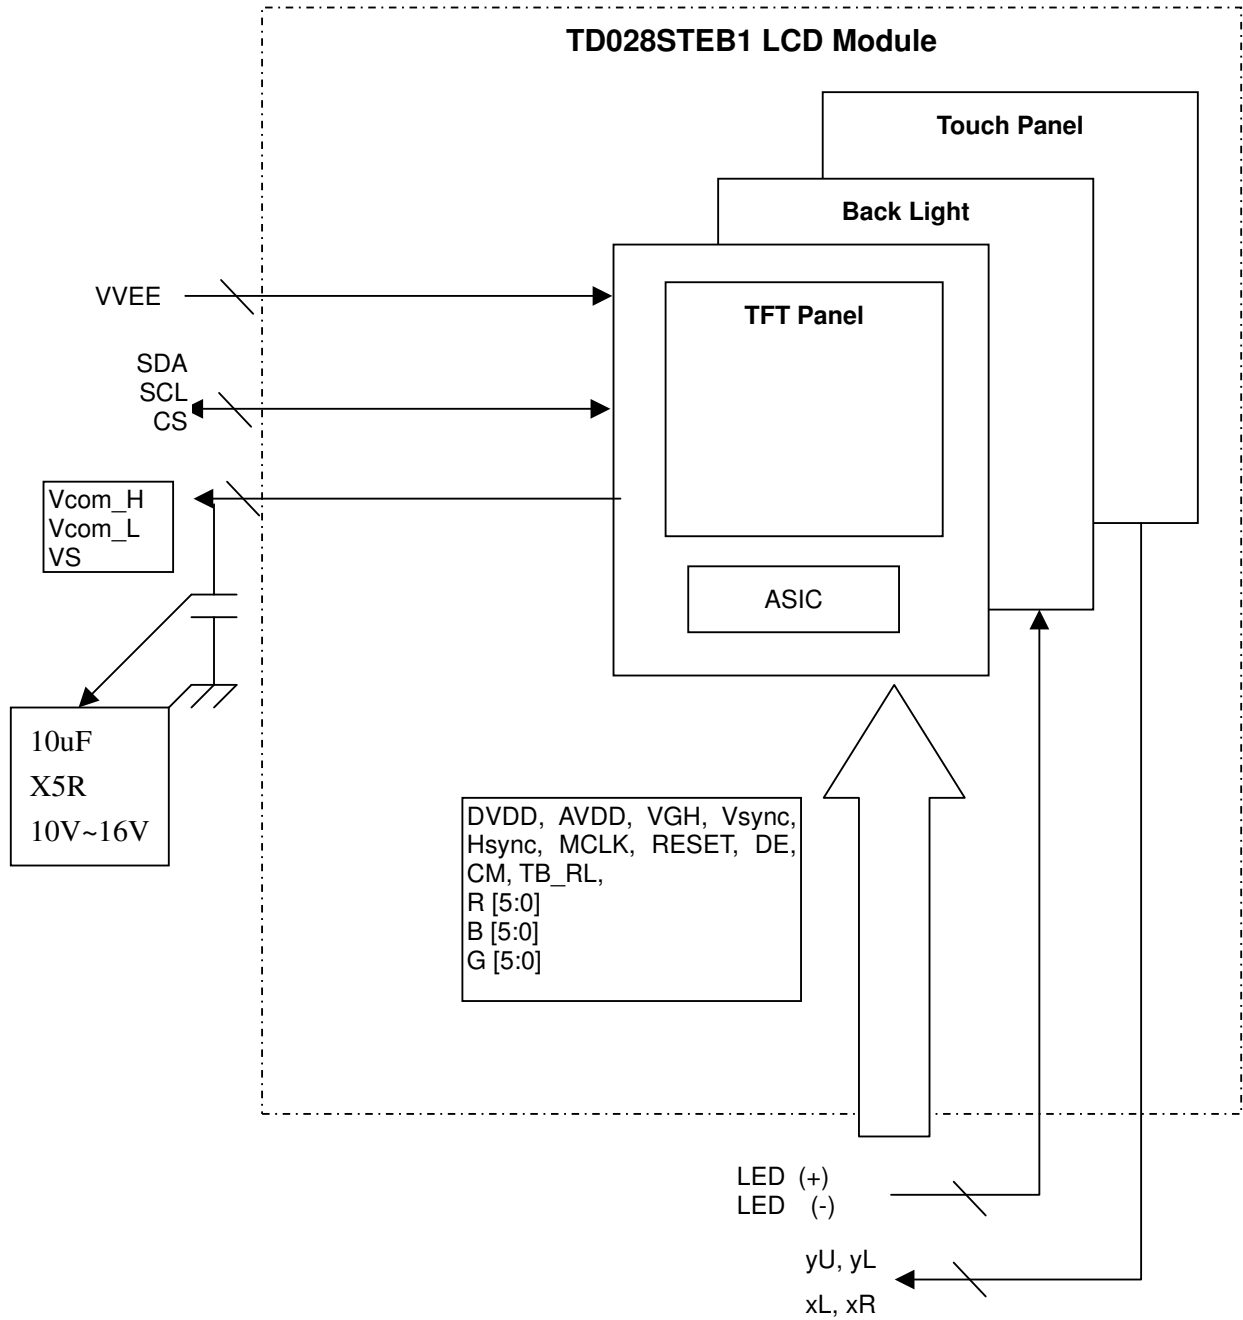 TD028STEB1 LCD Module
Touch Panel
Back Light
TFT Panel
ASIC
VVEE
SDA
SCL
CS
Vcom_H
Vcom_L
VS
10uF
X5R
10V~16V
DVDD, AVDD, VGH, Vsync,
Hsync, MCLK, RESET, DE,
CM, TB_RL,
R [5:0]
B [5:0]
G [5:0]
LED (+)
LED (-)
yU, yL
xL, xR